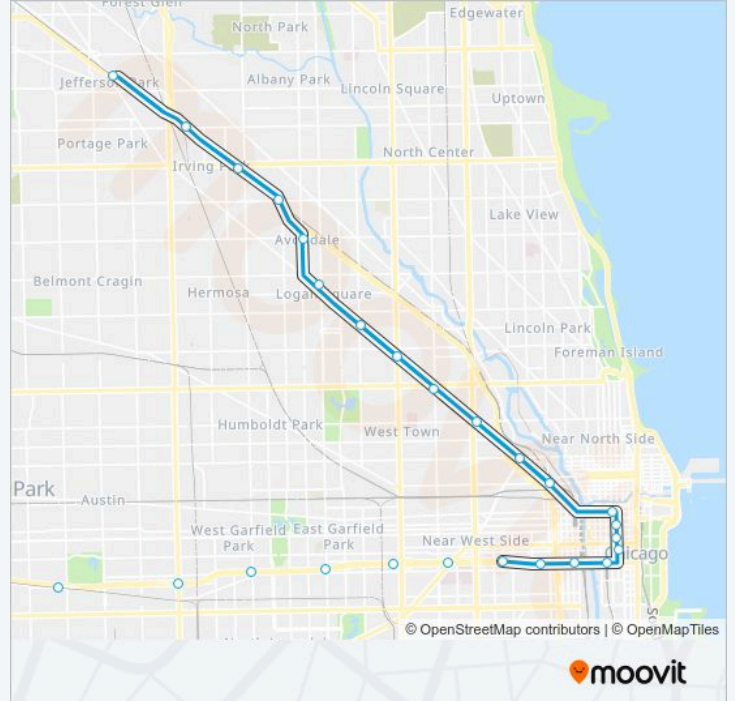 Forest Glen
Edgewater
North Park
Jefferson Park
Albany Park
Lincoln Square
Uptown
Portage Park
North Center
Irving Park
Lake View
Avondale
Belmont Cragin
Hermosa
Logan Square
Lincoln Park
Foreman Island
Humboldt Park
West Town
Near North Side
Park
Austin
West Garfield
Park
East Garfield
Park
Near West Side
Chicago
© OpenStreetMap contributors | © OpenMapTiles
moovit